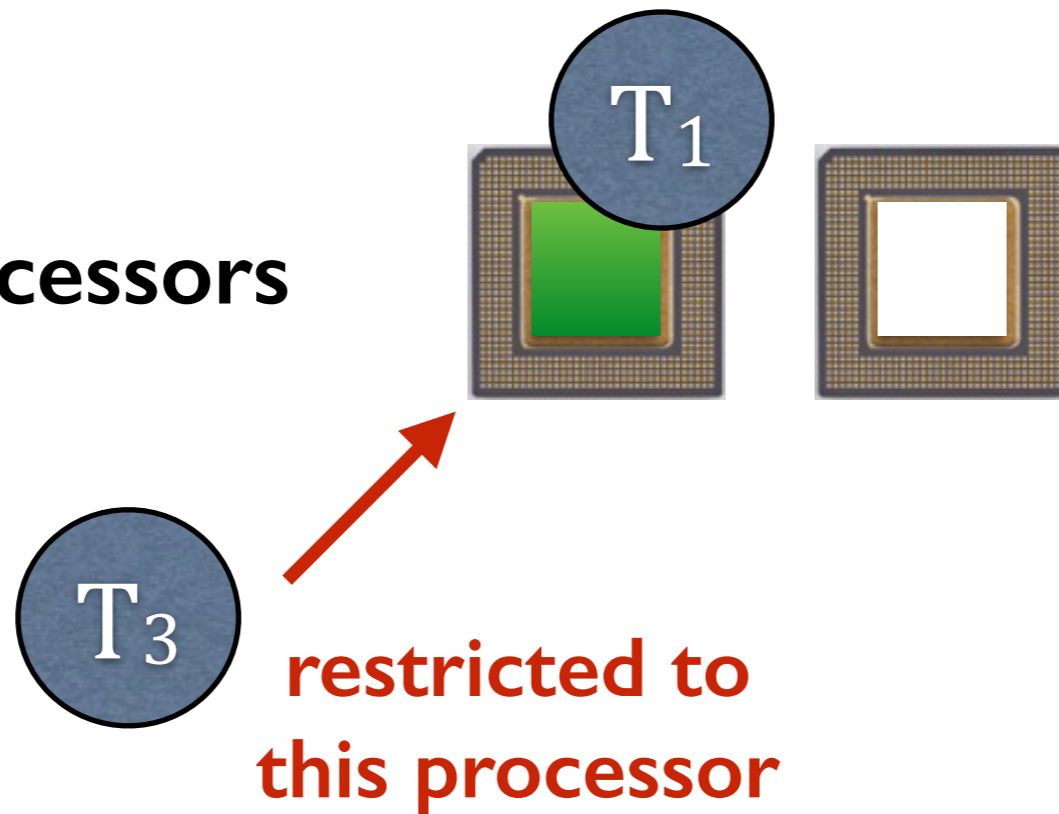 T₁
cessors
T₃
restricted to
this processor